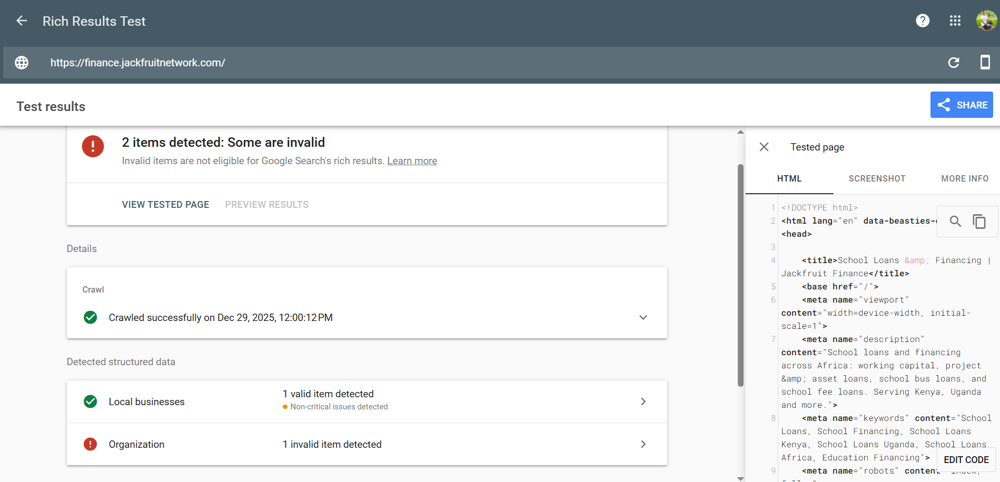 Rich Results Test
https://finance.jackfruitnetwork.com/
Test results
SHARE
2 items detected: Some are invalid
Invalid items are not eligible for Google Search's rich results. Learn more
VIEW TESTED PAGE PREVIEW RESULTS
Details
Crawl
Crawled successfully on Dec 29, 2025, 12:00:12 PM
Detected structured data
Local businesses
1 valid item detected
Non-critical issues detected
Organization
1 invalid item detected
Tested page
HTML SCREENSHOT MORE INFO
1 <!DOCTYPE html>
2 <html lang="en" data-beasties-
<head>
3
4 <title>School Loans &amp; Financing |
Jackfruit Finance</title>
5 <base href="/">
6 <meta name="viewport"
content="width=device-width, initial-
scale=1">
7 <meta name="description"
content="School loans and financing
across Africa: working capital, project
&amp; asset loans, school bus loans, and
school fee loans. Serving Kenya, Uganda
and more.">
8 <meta name="keywords" content="School
Loans, School Financing, School Loans
Kenya, School Loans Uganda, School Loans
Africa, Education Financing">
9 <meta name="robots" content
EDIT CODE